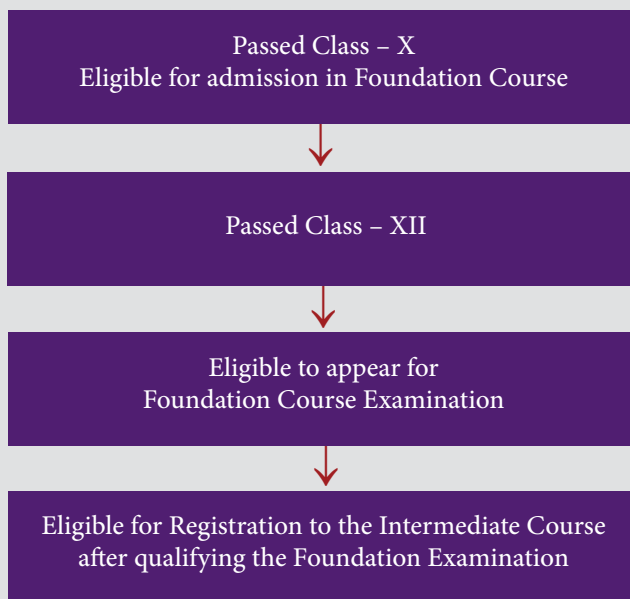 Passed Class – X
Eligible for admission in Foundation Course
Passed Class – XII
Eligible to appear for
Foundation Course Examination
Eligible for Registration to the Intermediate Course
after qualifying the Foundation Examination